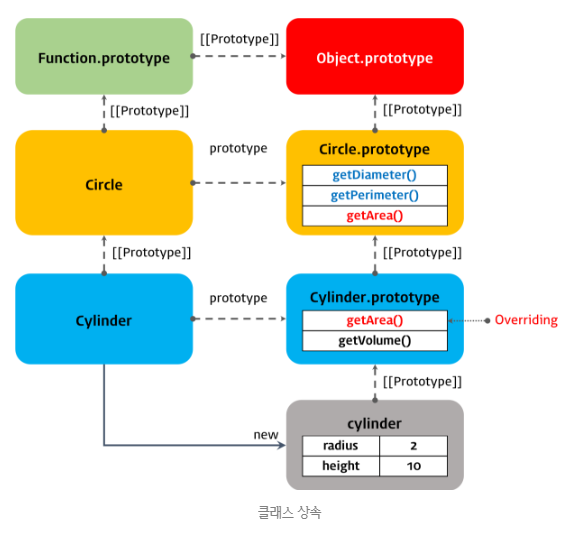 [[Prototype]]
Function.prototype
Object.prototype
[[Prototype]]
[[Prototype]]
Circle
prototype
Circle.prototype
getDiameter()
getPerimeter()
getArea()
[[Prototype]]
[[Prototype]]
Cylinder
prototype
Cylinder.prototype
getArea()
Overriding
getVolume()
[[Prototype]]
new
cylinder
radius 2
height 10
클래스 상속